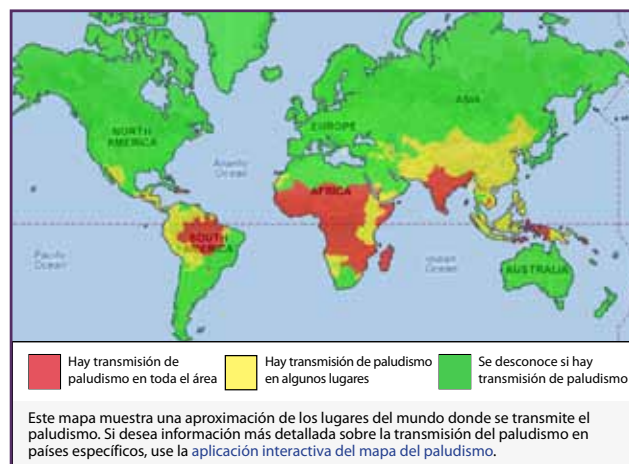 NORTH
AMERICA
Atlantic
Ocean
EUROPE
ASIA
AFRICA
Pacific
Ocean
SOUTH
AMERICA
Indian
Ocean
AUSTRALIA
Hay transmisión de
paludismo en toda el área
Hay transmisión de paludismo
en algunos lugares
Se desconoce si hay
transmisión de paludismo
Este mapa muestra una aproximación de los lugares del mundo donde se transmite el
paludismo. Si desea información más detallada sobre la transmisión del paludismo en
países específicos, use la aplicación interactiva del mapa del paludismo.